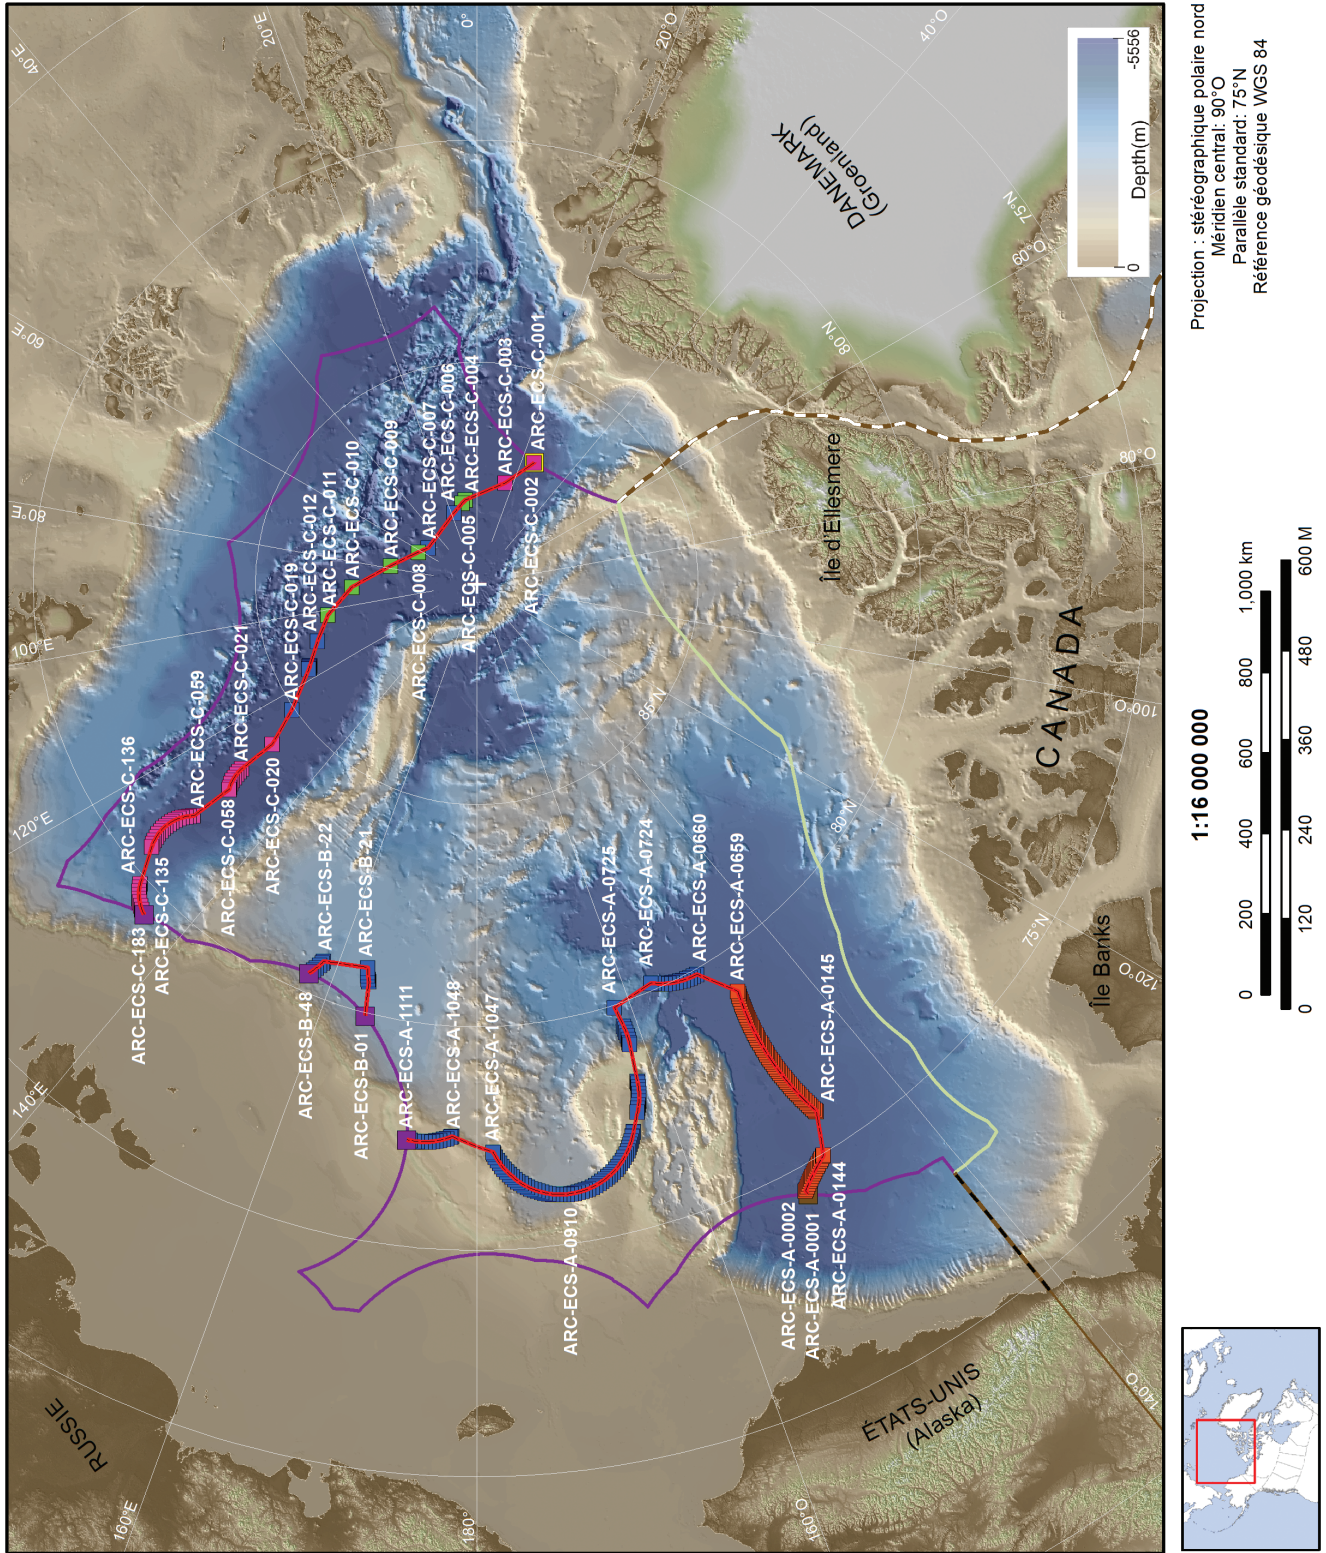 40°E
20°E
0°
20°O
40°O
60°E
80°E
100°E
120°E
140°E
160°E
180°
160°O
140°O
120°O
100°O
80°O
60°O
75°N
80°N
85°N
80°N
75°N
RUSSIE
DANEMARK
(Groenland)
CANADA
Île d'Ellesmere
Île Banks
ÉTATS-UNIS
(Alaska)
ARC-ECS-C-001
ARC-ECS-C-002
ARC-ECS-C-003
ARC-ECS-C-004
ARC-ECS-C-005
ARC-ECS-C-006
ARC-ECS-C-007
ARC-ECS-C-008
ARC-ECS-C-009
ARC-ECS-C-010
ARC-ECS-C-011
ARC-ECS-C-012
ARC-ECS-C-019
ARC-ECS-C-020
ARC-ECS-C-021
ARC-ECS-C-058
ARC-ECS-C-059
ARC-ECS-C-135
ARC-ECS-C-136
ARC-ECS-C-183
ARC-ECS-B-48
ARC-ECS-B-22
ARC-ECS-B-21
ARC-ECS-B-01
ARC-ECS-A-1111
ARC-ECS-A-1048
ARC-ECS-A-1047
ARC-ECS-A-0910
ARC-ECS-A-0725
ARC-ECS-A-0724
ARC-ECS-A-0660
ARC-ECS-A-0659
ARC-ECS-A-0145
ARC-ECS-A-0144
ARC-ECS-A-0002
ARC-ECS-A-0001
0
-5556
Depth(m)
1:16 000 000
0 200 400 600 800 1,000 km
0 120 240 360 480 600 M
Projection : stéréographique polaire nord
Méridien central: 90°O
Parallèle standard: 75°N
Référence géodésique WGS 84